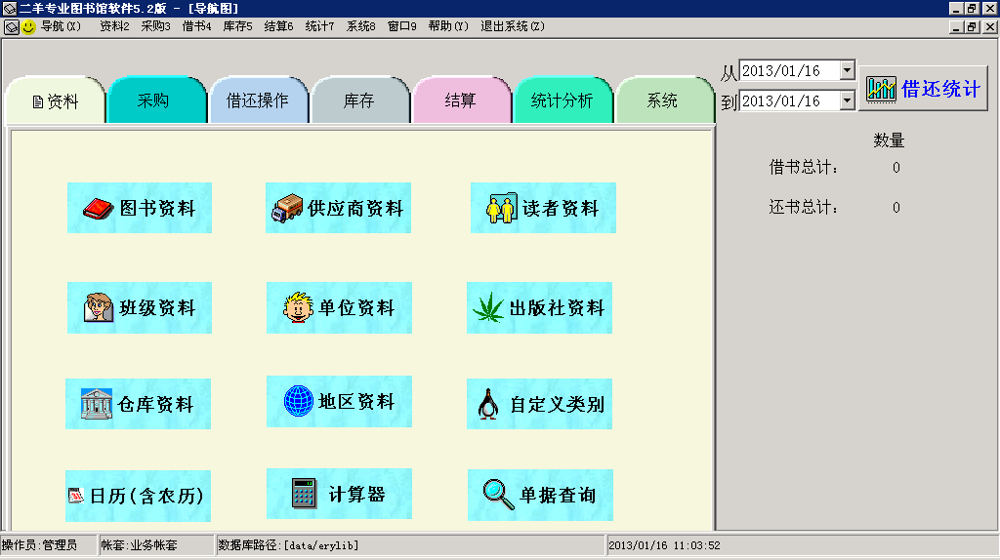 二羊专业图书馆软件5.2版 - [导航图]
导航(X) 资料2 采购3 借书4 库存5 结算6 统计7 系统8 窗口9 帮助(Y) 退出系统(Z)
资料 采购 借还操作 库存 结算 统计分析 系统
从 2013/01/16
到 2013/01/16
借还统计
数量
借书总计: 0
还书总计: 0
图书资料 供应商资料 读者资料
班级资料 单位资料 出版社资料
仓库资料 地区资料 自定义类别
日历(含农历) 计算器 单据查询
操作员:管理员 帐套:业务帐套 数据库路径:[data/erylib] 2013/01/16 11:03:52